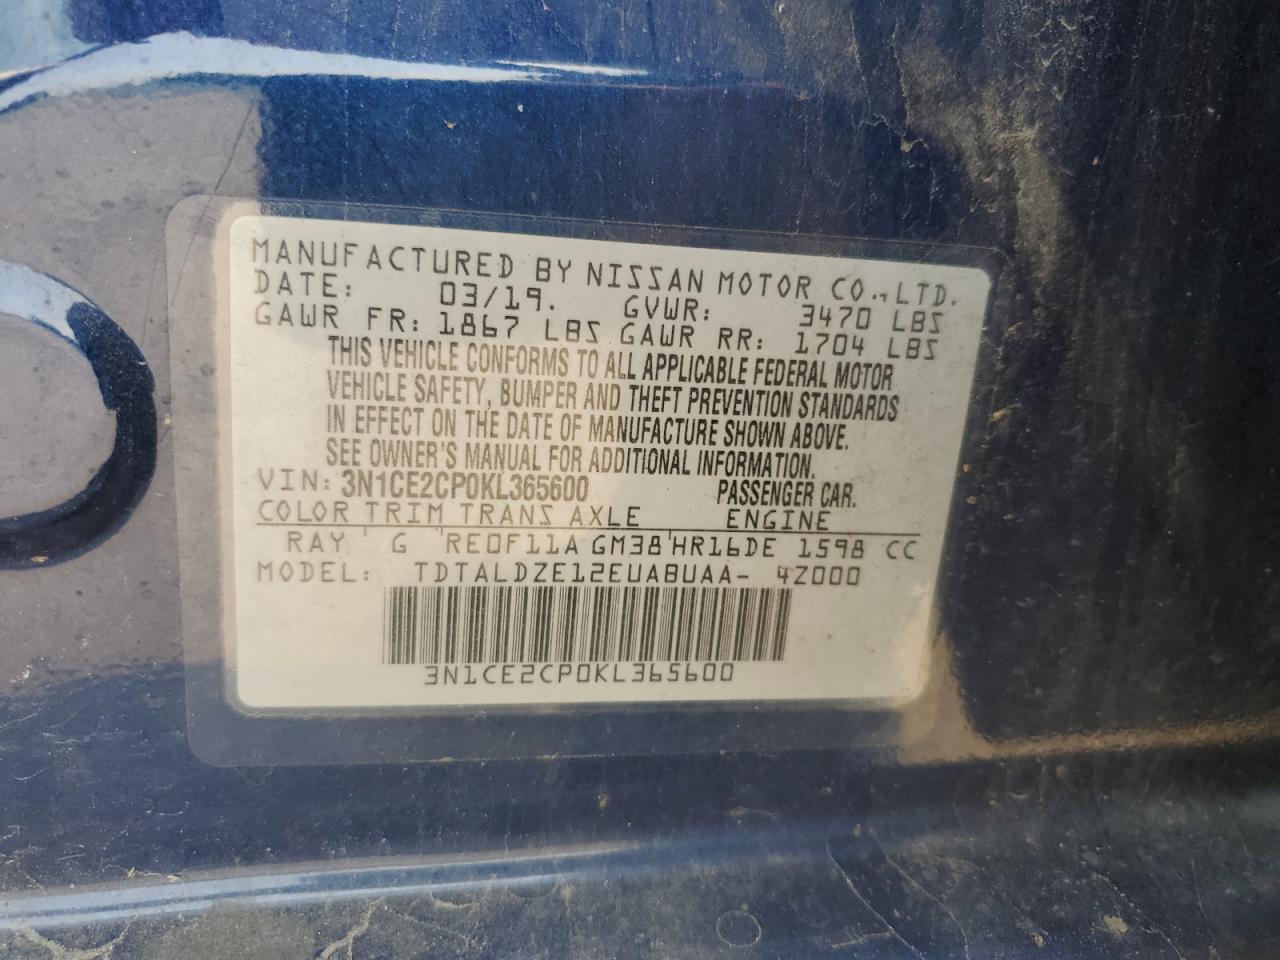 MANUFACTURED BY NISSAN MOTOR CO., LTD.
DATE: 03/19. GVWR: 3470 LBS
GAWR FR: 1867 LBS GAWR RR: 1704 LBS
THIS VEHICLE CONFORMS TO ALL APPLICABLE FEDERAL MOTOR
VEHICLE SAFETY, BUMPER AND THEFT PREVENTION STANDARDS
IN EFFECT ON THE DATE OF MANUFACTURE SHOWN ABOVE.
SEE OWNER'S MANUAL FOR ADDITIONAL INFORMATION.
VIN: 3N1CE2CP0KL365600 PASSENGER CAR.
COLOR TRIM TRANS AXLE ENGINE
RAY G RE0F11A GM38 HR16DE 1598 CC
MODEL: TDTALDZE12EUABUAA- 4Z000
3N1CE2CP0KL365600